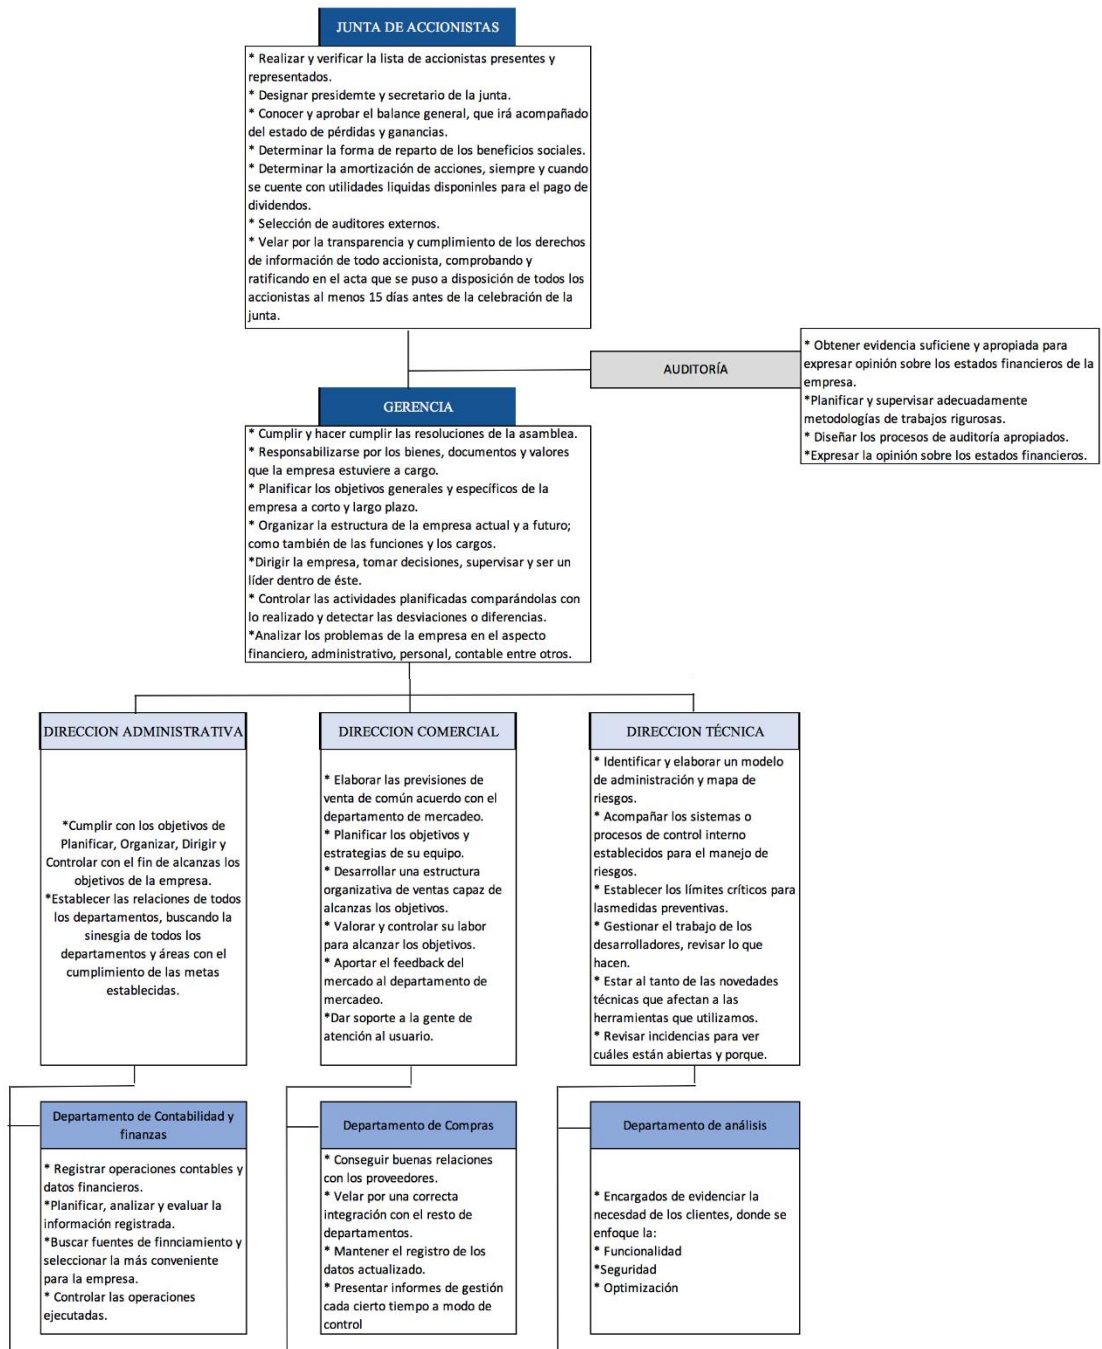 JUNTA DE ACCIONISTAS
* Realizar y verificar la lista de accionistas presentes y
representados.
* Designar presidemte y secretario de la junta.
* Conocer y aprobar el balance general, que irá acompañado
del estado de pérdidas y ganancias.
* Determinar la forma de reparto de los beneficios sociales.
* Determinar la amortización de acciones, siempre y cuando
se cuente con utilidades liquidas disponinles para el pago de
dividendos.
* Selección de auditores externos.
* Velar por la transparencia y cumplimiento de los derechos
de información de todo accionista, comprobando y
ratificando en el acta que se puso a disposición de todos los
accionistas al menos 15 días antes de la celebración de la
junta.
AUDITORÍA
* Obtener evidencia suficiene y apropiada para
expresar opinión sobre los estados financieros de la
empresa.
*Planificar y supervisar adecuadamente
metodologías de trabajos rigurosas.
* Diseñar los procesos de auditoría apropiados.
*Expresar la opinión sobre los estados financieros.
GERENCIA
* Cumplir y hacer cumplir las resoluciones de la asamblea.
* Responsabilizarse por los bienes, documentos y valores
que la empresa estuviere a cargo.
* Planificar los objetivos generales y específicos de la
empresa a corto y largo plazo.
* Organizar la estructura de la empresa actual y a futuro;
como también de las funciones y los cargos.
*Dirigir la empresa, tomar decisiones, supervisar y ser un
líder dentro de éste.
* Controlar las actividades planificadas comparándolas con
lo realizado y detectar las desviaciones o diferencias.
*Analizar los problemas de la empresa en el aspecto
financiero, administrativo, personal, contable entre otros.
DIRECCION ADMINISTRATIVA
*Cumplir con los objetivos de
Planificar, Organizar, Dirigir y
Controlar con el fin de alcanzas los
objetivos de la empresa.
*Establecer las relaciones de todos
los departamentos, buscando la
sinesgia de todos los
departamentos y áreas con el
cumplimiento de las metas
establecidas.
DIRECCION COMERCIAL
* Elaborar las previsiones de
venta de común acuerdo con el
departamento de mercadeo.
* Planificar los objetivos y
estrategias de su equipo.
* Desarrollar una estructura
organizativa de ventas capaz de
alcanzas los objetivos.
* Valorar y controlar su labor
para alcanzar los objetivos.
* Aportar el feedback del
mercado al departamento de
mercadeo.
*Dar soporte a la gente de
atención al usuario.
DIRECCION TÉCNICA
* Identificar y elaborar un modelo
de administración y mapa de
riesgos.
* Acompañar los sistemas o
procesos de control interno
establecidos para el manejo de
riesgos.
* Establecer los límites críticos para
lasmedidas preventivas.
* Gestionar el trabajo de los
desarrolladores, revisar lo que
hacen.
* Estar al tanto de las novedades
técnicas que afectan a las
herramientas que utilizamos.
* Revisar incidencias para ver
cuáles están abiertas y porque.
Departamento de Contabilidad y
finanzas
* Registrar operaciones contables y
datos financieros.
*Planificar, analizar y evaluar la
información registrada.
*Buscar fuentes de finnciamiento y
seleccionar la más conveniente
para la empresa.
* Controlar las operaciones
ejecutadas.
Departamento de Compras
* Conseguir buenas relaciones
con los proveedores.
* Velar por una correcta
integración con el resto de
departamentos.
* Mantener el registro de los
datos actualizado.
* Presentar informes de gestión
cada cierto tiempo a modo de
control
Departamento de análisis
* Encargados de evidenciar la
necesdad de los clientes, donde se
enfoque la:
* Funcionalidad
*Seguridad
* Optimización